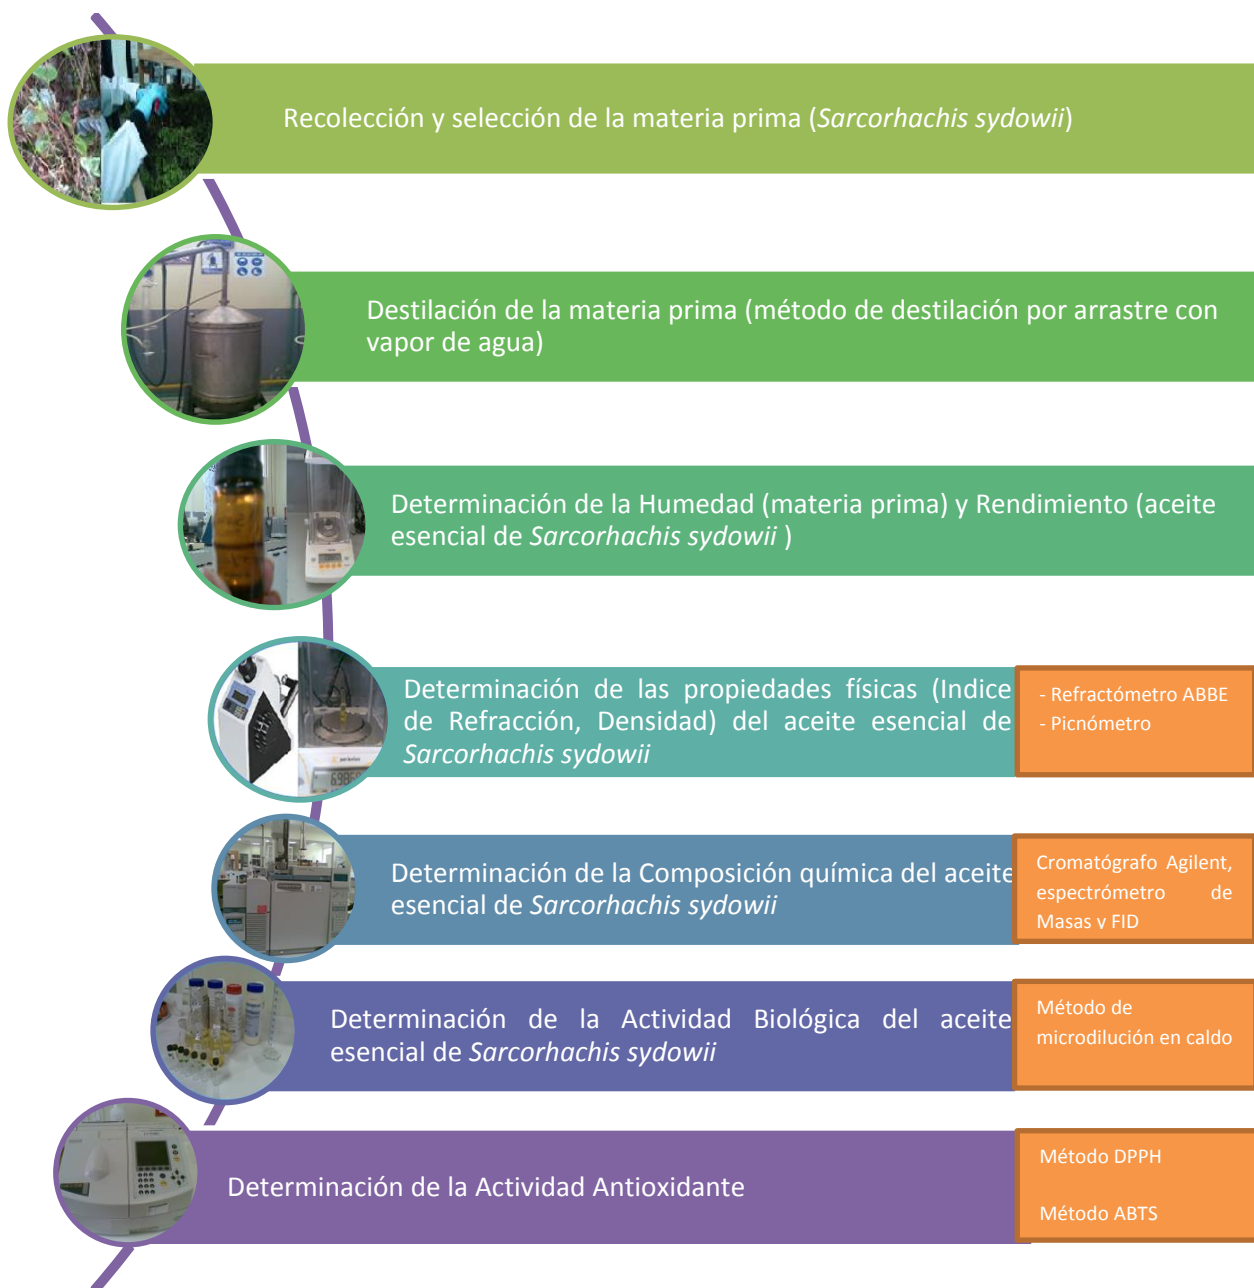 Recolección y selección de la materia prima (Sarcorhachis sydowii)
Destilación de la materia prima (método de destilación por arrastre con
vapor de agua)
Determinación de la Humedad (materia prima) y Rendimiento (aceite
esencial de Sarcorhachis sydowii )
Determinación de las propiedades físicas (Indice
de Refracción, Densidad) del aceite esencial de
Sarcorhachis sydowii
- Refractómetro ABBE
- Picnómetro
Determinación de la Composición química del aceite
esencial de Sarcorhachis sydowii
Cromatógrafo Agilent,
espectrómetro de
Masas y FID
Determinación de la Actividad Biológica del aceite
esencial de Sarcorhachis sydowii
Método de
microdilución en caldo
Determinación de la Actividad Antioxidante
Método DPPH
Método ABTS